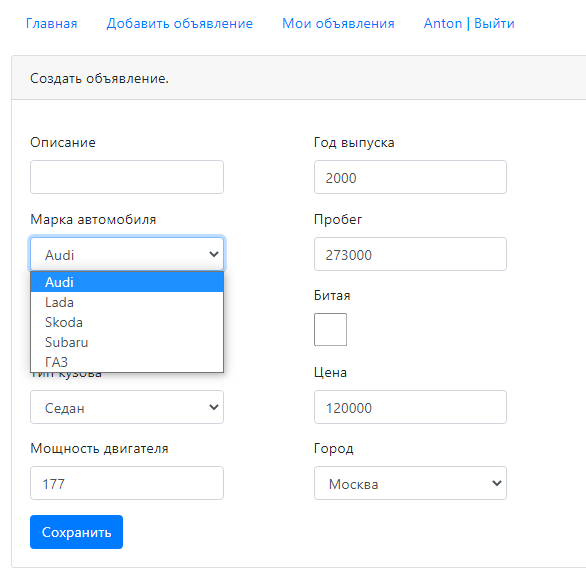 Главная Добавить объявление Мои объявления Anton | Выйти
Создать объявление.
Описание Год выпуска
2000
Марка автомобиля Пробег
Audi 273000
Audi
Lada Битая
Skoda
Subaru
ГАЗ
Тип кузова Цена
Седан 120000
Мощность двигателя Город
177 Москва
Сохранить